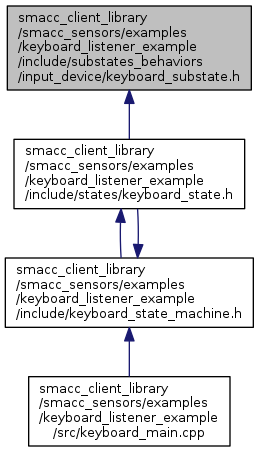 smacc_client_library
/smacc_sensors/examples
/keyboard_listener_example
/include/substates_behaviors
/input_device/keyboard_substate.h
smacc_client_library
/smacc_sensors/examples
/keyboard_listener_example
/include/states/keyboard_state.h
smacc_client_library
/smacc_sensors/examples
/keyboard_listener_example
/include/keyboard_state_machine.h
smacc_client_library
/smacc_sensors/examples
/keyboard_listener_example
/src/keyboard_main.cpp